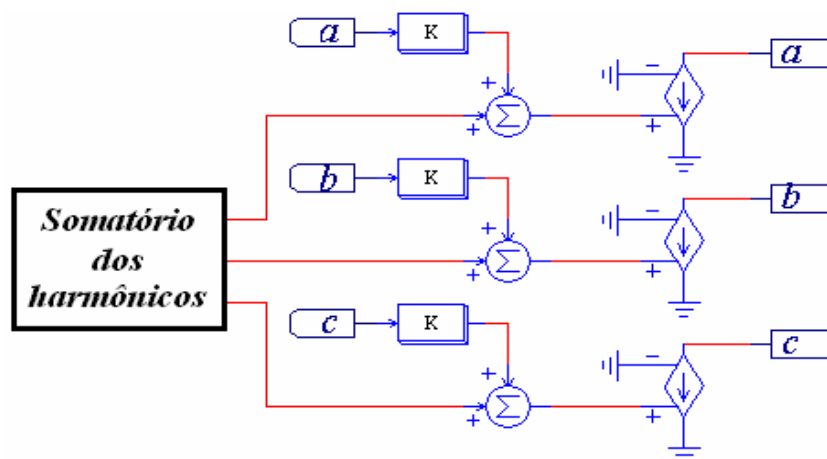 a
K
a
−
+
Σ
+
+
b
K
b
−
+
Σ
+
+
Somatório
dos
harmônicos
c
K
c
−
+
Σ
+
+